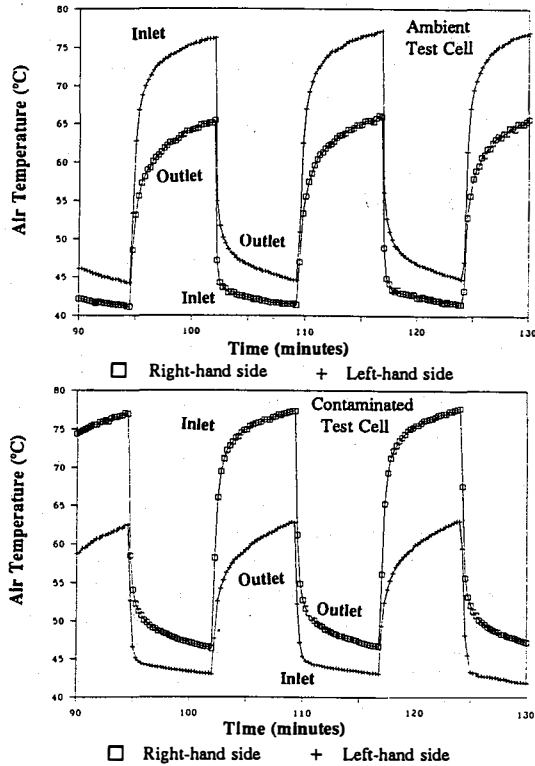 Ambient
Test Cell
Inlet
Outlet
Outlet
Inlet
Air Temperature (°C)
80
75
70
65
60
55
50
45
40
90 100 110 120 130
Time (minutes)
□ Right-hand side + Left-hand side
Contaminated
Test Cell
Inlet
Outlet
Outlet
Inlet
Air Temperature (°C)
80
75
70
65
60
55
50
45
40
90 100 110 120 130
Time (minutes)
□ Right-hand side + Left-hand side